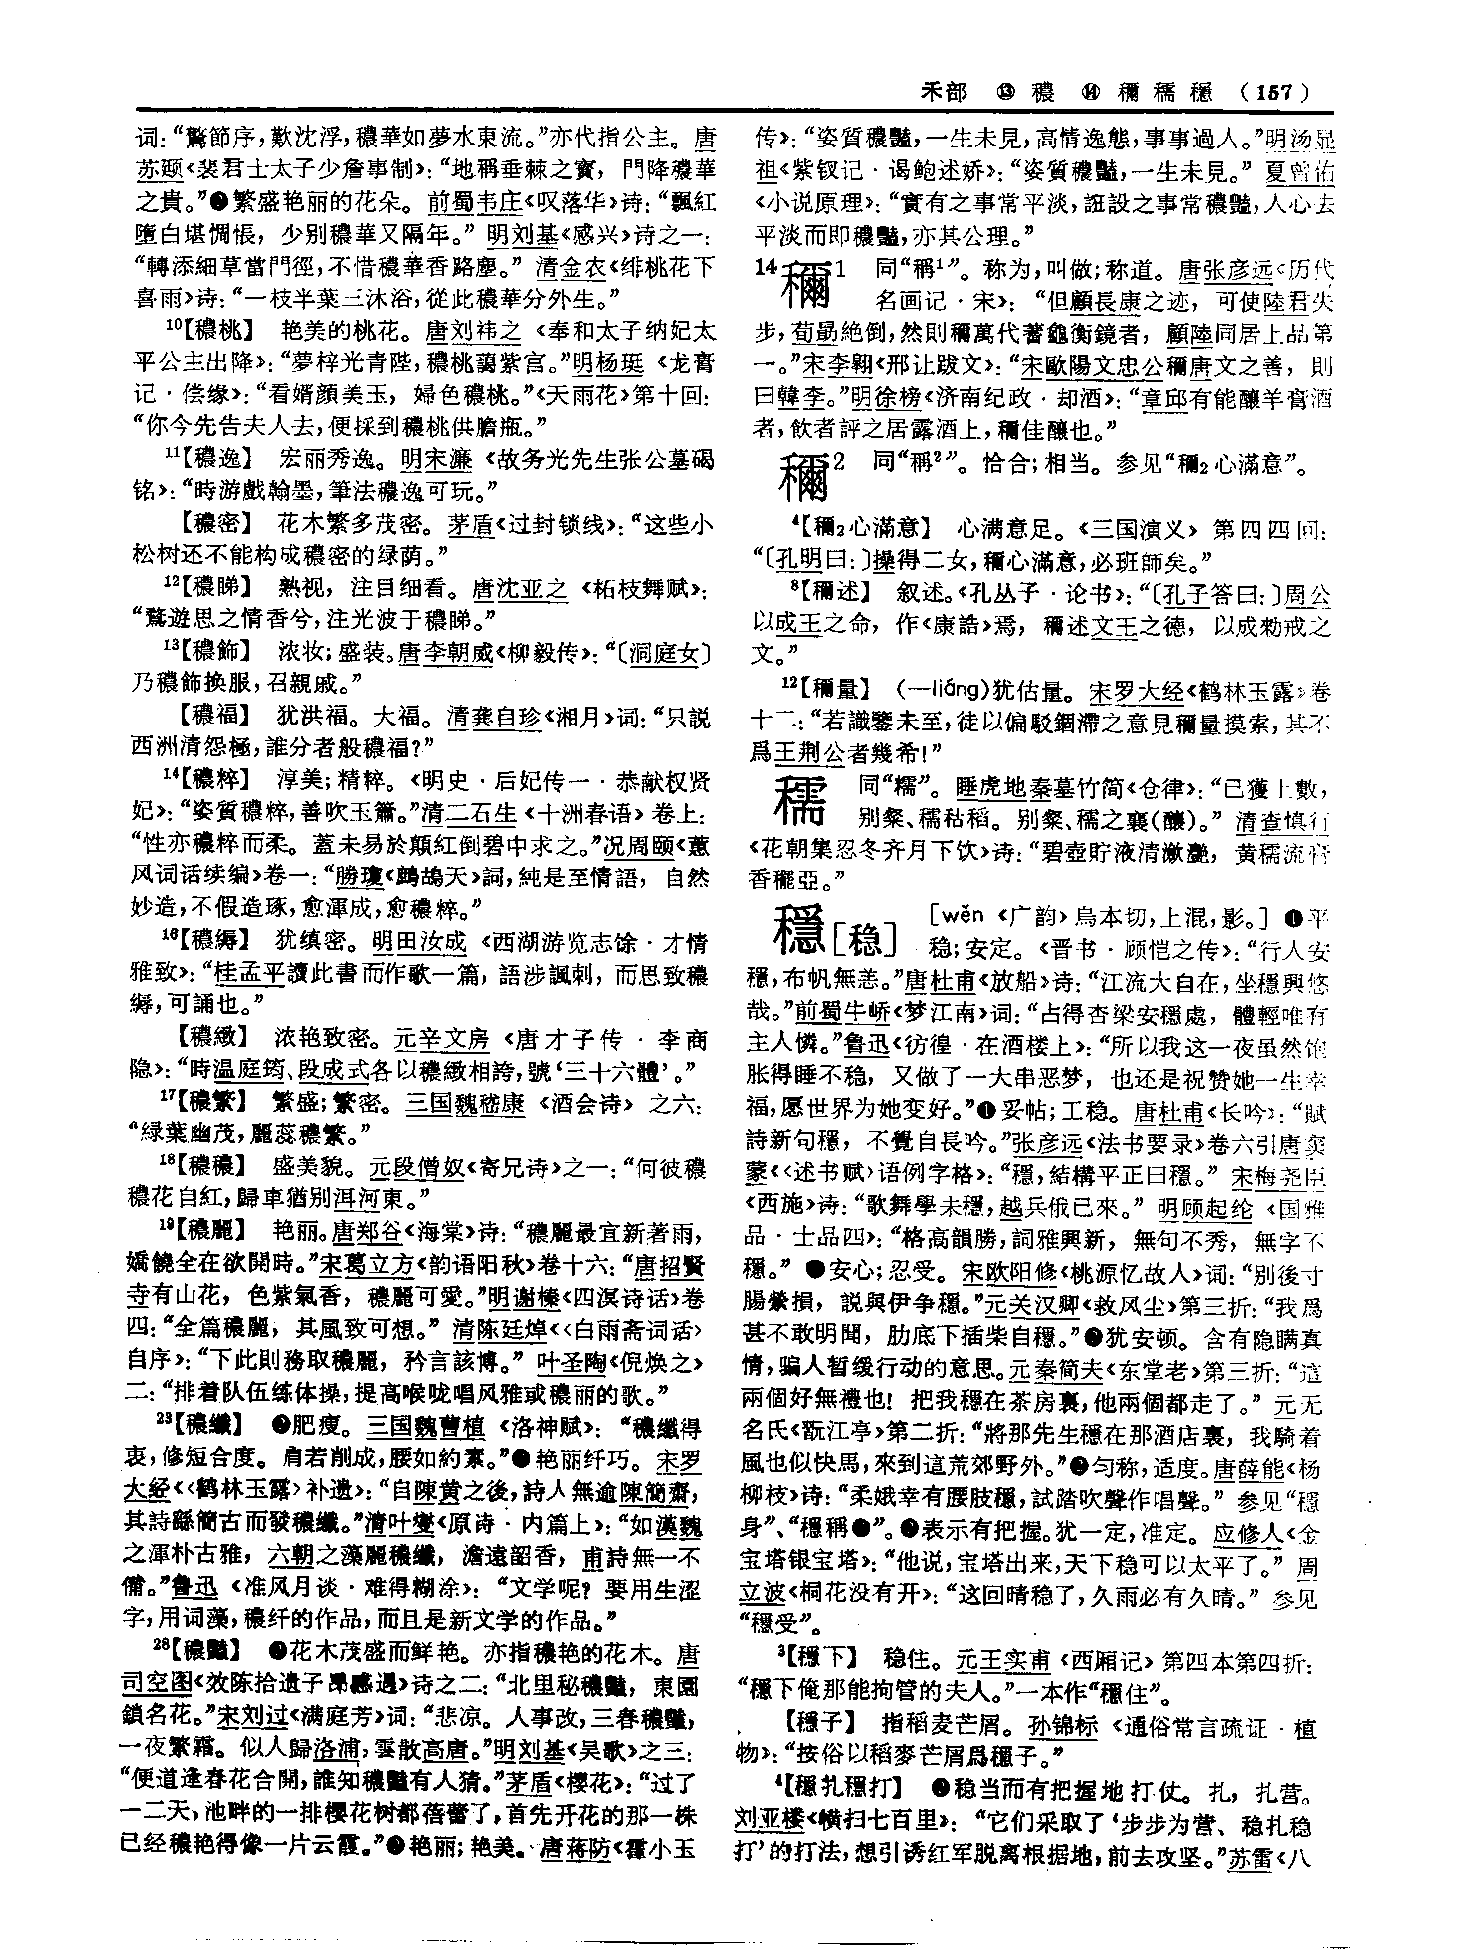 禾部 ⑬ 穠 ⑭ 穪 穤 穩 (157)
词：“驚節序，歎沈浮，穠華如夢水東流。”亦代指公主。唐
苏颋《裴君士太子少詹事制》：“地稱垂棘之寳，門降穠華
之貴。”❷繁盛艳丽的花朵。前蜀韦庄《叹落华》诗：“飄紅
墮白堪惆悵，少别穠華又隔年。”明刘基《感兴》诗之一：
“轉添細草當門徑，不惜穠華香路塵。”清金农《绯桃花下
喜雨》诗：“一枝半葉三沐浴，從此穠華分外生。”
10【穠桃】 艳美的桃花。唐刘祎之《奉和太子纳妃太
平公主出降》：“夢梓光青陛，穠桃藹紫宫。”明杨珽《龙膏
记·偿缘》：“看婿顔美玉，婦色穠桃。”《天雨花》第十回：
“你今先告夫人去，便採到穠桃供膽瓶。”
11【穠逸】 宏丽秀逸。明宋濂《故务光先生张公墓碣
铭》：“時游戲翰墨，筆法穠逸可玩。”
【穠密】 花木繁多茂密。茅盾《过封锁线》：“这些小
松树还不能构成穠密的绿荫。”
12【穠睇】 熟视，注目细看。唐沈亚之《柘枝舞赋》：
“鶩遊思之情香兮，注光波于穠睇。”
13【穠飾】 浓妆；盛装。唐李朝威《柳毅传》：“〔洞庭女〕
乃穠飾换服，召親戚。”
【穠福】 犹洪福。大福。清龚自珍《湘月》词：“只説
西洲清怨極，誰分者般穠福？”
14【穠粹】 淳美；精粹。《明史·后妃传一·恭献权贤
妃》：“姿質穠粹，善吹玉簫。”清二石生《十洲春语》卷上：
“性亦穠粹而柔。蓋未易於顛紅倒碧中求之。”况周颐《蕙
风词话续编》卷一：“勝瓊《鷓鴣天》詞，純是至情語，自然
妙造，不假造琢，愈渾成，愈穠粹。”
16【穠縟】 犹缜密。明田汝成《西湖游览志馀·才情
雅致》：“桂孟平讀此書而作歌一篇，語涉諷刺，而思致穠
縟，可誦也。”
【穠緻】 浓艳致密。元辛文房《唐才子传·李商
隐》：“時温庭筠、段成式各以穠緻相誇，號‘三十六體’。”
17【穠繁】 繁盛；繁密。三国魏嵇康《酒会诗》之六：
“緑葉幽茂，麗蕊穠繁。”
18【穠穠】 盛美貌。元段僧奴《寄兄诗》之一：“何彼穠
穠花自紅，歸車猶别洱河東。”
19【穠麗】 艳丽。唐郑谷《海棠》诗：“穠麗最宜新著雨，
嬌饒全在欲開時。”宋葛立方《韵语阳秋》卷十六：“唐招賢
寺有山花，色紫氣香，穠麗可愛。”明谢榛《四溟诗话》卷
四：“全篇穠麗，其風致可想。”清陈廷焯《〈白雨斋词话〉
自序》：“下此則務取穠麗，矜言該博。”叶圣陶《倪焕之》
二：“排着队伍练体操，提高喉咙唱风雅或穠丽的歌。”
23【穠纖】 ❶肥瘦。三国魏曹植《洛神赋》：“穠纖得
衷，修短合度。肩若削成，腰如約素。”❷艳丽纤巧。宋罗
大经《〈鹤林玉露〉补遗》：“自陳黄之後，詩人無逾陳簡齋，
其詩繇簡古而發穠纖。”清叶燮《原诗·内篇上》：“如漢魏
之渾朴古雅，六朝之藻麗穠纖，澹遠韶香，甫詩無一不
備。”鲁迅《准风月谈·难得糊涂》：“文学呢？要用生涩
字，用词藻，穠纤的作品，而且是新文学的作品。”
28【穠豔】 ❶花木茂盛而鲜艳。亦指穠艳的花木。唐
司空图《效陈拾遗子昂感遇》诗之二：“北里秘穠豔，東園
鎖名花。”宋刘过《满庭芳》词：“悲凉。人事改，三春穠豔，
一夜繁霜。似人歸洛浦，雲散高唐。”明刘基《吴歌》之三：
“便道逢春花合開，誰知穠豔有人猜。”茅盾《樱花》：“过了
一二天，池畔的一排樱花树都蓓蕾了，首先开花的那一株
已经穠艳得像一片云霞。”❷艳丽；艳美。唐蒋防《霍小玉
传》：“姿質穠豔，一生未見，高情逸態，事事過人。”明汤显
祖《紫钗记·谒鲍述娇》：“姿質穠豔，一生未見。”夏曾佑
《小说原理》：“實有之事常平淡，誑設之事常穠豔，人心去
平淡而即穠豔，亦其公理。”
14 穪1 同“稱1”。称为，叫做；称道。唐张彦远《历代
名画记·宋》：“但顧長康之迹，可使陸君失
步，荀勗絶倒，然則穪萬代蓍龜衡鏡者，顧陸同居上品第
一。”宋李翱《邢让跋文》：“宋歐陽文忠公穪唐文之善，則
曰韓李。”明徐榜《济南纪政·却酒》：“章邱有能釀羊膏酒
者，飲者評之居露酒上，穪佳釀也。”
穪2 同“稱2”。恰合；相当。参见“穪2心滿意”。
4【穪2心滿意】 心满意足。《三国演义》第四四回：
“〔孔明曰：〕操得二女，穪心滿意，必班師矣。”
8【穪述】 叙述。《孔丛子·论书》：“〔孔子答曰：〕周公
以成王之命，作《康誥》焉，穪述文王之德，以成勑戒之
文。”
12【穪量】 （—liáng）犹估量。宋罗大经《鹤林玉露》卷
十二：“若識鑒未至，徒以偏駁錮滯之意見穪量摸索，其不
爲王荆公者幾希！”
穤 同“糯”。睡虎地秦墓竹简《仓律》：“已獲上數，
别粲、穤秥稻。别粲、穤之襄（釀）。”清查慎行
《花朝集忍冬齐月下饮》诗：“碧壺貯液清瀲灩，黄穤流膏
香䆉稏。”
穩［稳］ ［wěn《广韵》烏本切，上混，影。］❶平
稳；安定。《晋书·顾恺之传》：“行人安
穩，布帆無恙。”唐杜甫《放船》诗：“江流大自在，坐穩興悠
哉。”前蜀牛峤《梦江南》词：“占得杏梁安穩處，體輕唯有
主人憐。”鲁迅《彷徨·在酒楼上》：“所以我这一夜虽然饱
胀得睡不稳，又做了一大串恶梦，也还是祝赞她一生幸
福，愿世界为她变好。”❷妥帖；工稳。唐杜甫《长吟》：“賦
詩新句穩，不覺自長吟。”张彦远《法书要录》卷六引唐窦
蒙《〈述书赋〉语例字格》：“穩，結構平正曰穩。”宋梅尧臣
《西施》诗：“歌舞學未穩，越兵俄已來。”明顾起纶《国雅
品·士品四》：“格高韻勝，詞雅興新，無句不秀，無字不
穩。”❸安心；忍受。宋欧阳修《桃源忆故人》词：“别後寸
腸縈損，説與伊争穩。”元关汉卿《救风尘》第三折：“我爲
甚不敢明聞，肋底下插柴自穩。”❹犹安顿。含有隐瞒真
情，骗人暂缓行动的意思。元秦简夫《东堂老》第三折：“這
兩個好無禮也！把我穩在茶房裏，他兩個都走了。”元无
名氏《翫江亭》第二折：“將那先生穩在那酒店裏，我騎着
風也似快馬，來到這荒郊野外。”❺匀称，适度。唐薛能《杨
柳枝》诗：“柔娥幸有腰肢穩，試踏吹聲作唱聲。”参见“穩
身”、“穩稱❶”。❻表示有把握。犹一定，准定。应修人《金
宝塔银宝塔》：“他说，宝塔出来，天下稳可以太平了。”周
立波《桐花没有开》：“这回晴稳了，久雨必有久晴。”参见
“穩受”。
3【穩下】 稳住。元王实甫《西厢记》第四本第四折：
“穩下俺那能拘管的夫人。”一本作“穩住”。
【穩子】 指稻麦芒屑。孙锦标《通俗常言疏证·植
物》：“按俗以稻麥芒屑爲穩子。”
4【穩扎穩打】 ❶稳当而有把握地打仗。扎，扎营。
刘亚楼《横扫七百里》：“它们采取了‘步步为营、稳扎稳
打’的打法，想引诱红军脱离根据地，前去攻坚。”苏雷《八